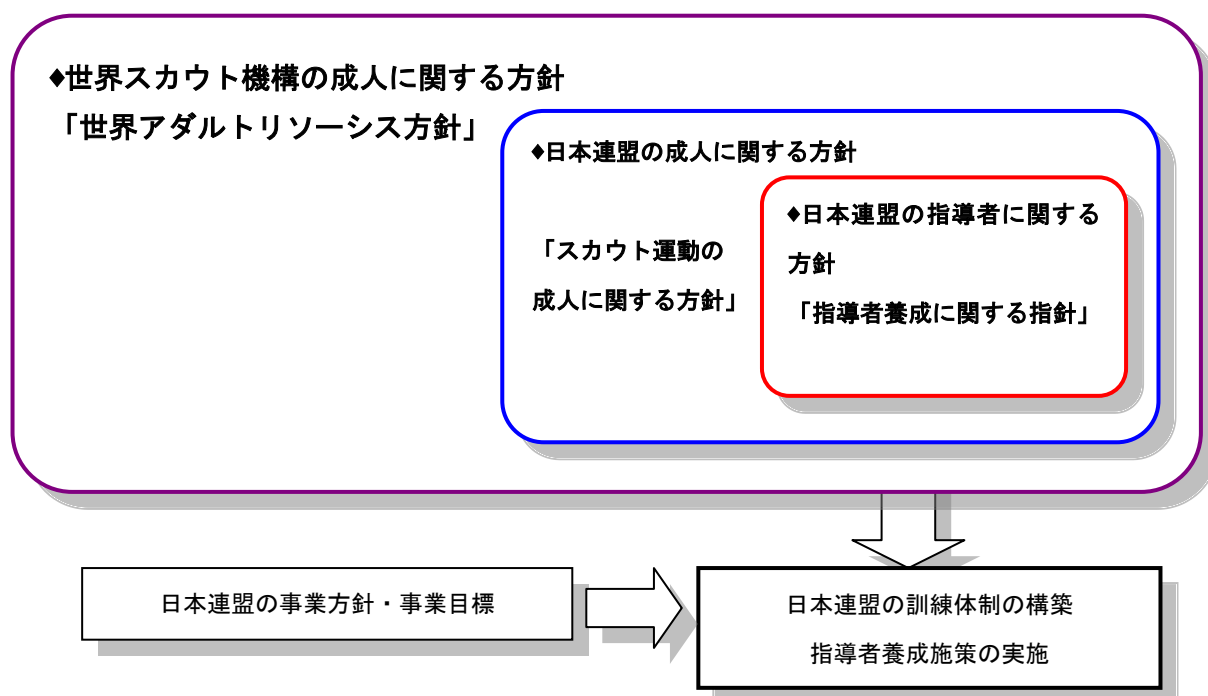 ♦世界スカウト機構の成人に関する方針
「世界アダルトリソーシス方針」
♦日本連盟の成人に関する方針
「スカウト運動の
成人に関する方針」
♦日本連盟の指導者に関する
方針
「指導者養成に関する指針」
日本連盟の事業方針・事業目標
日本連盟の訓練体制の構築
指導者養成施策の実施